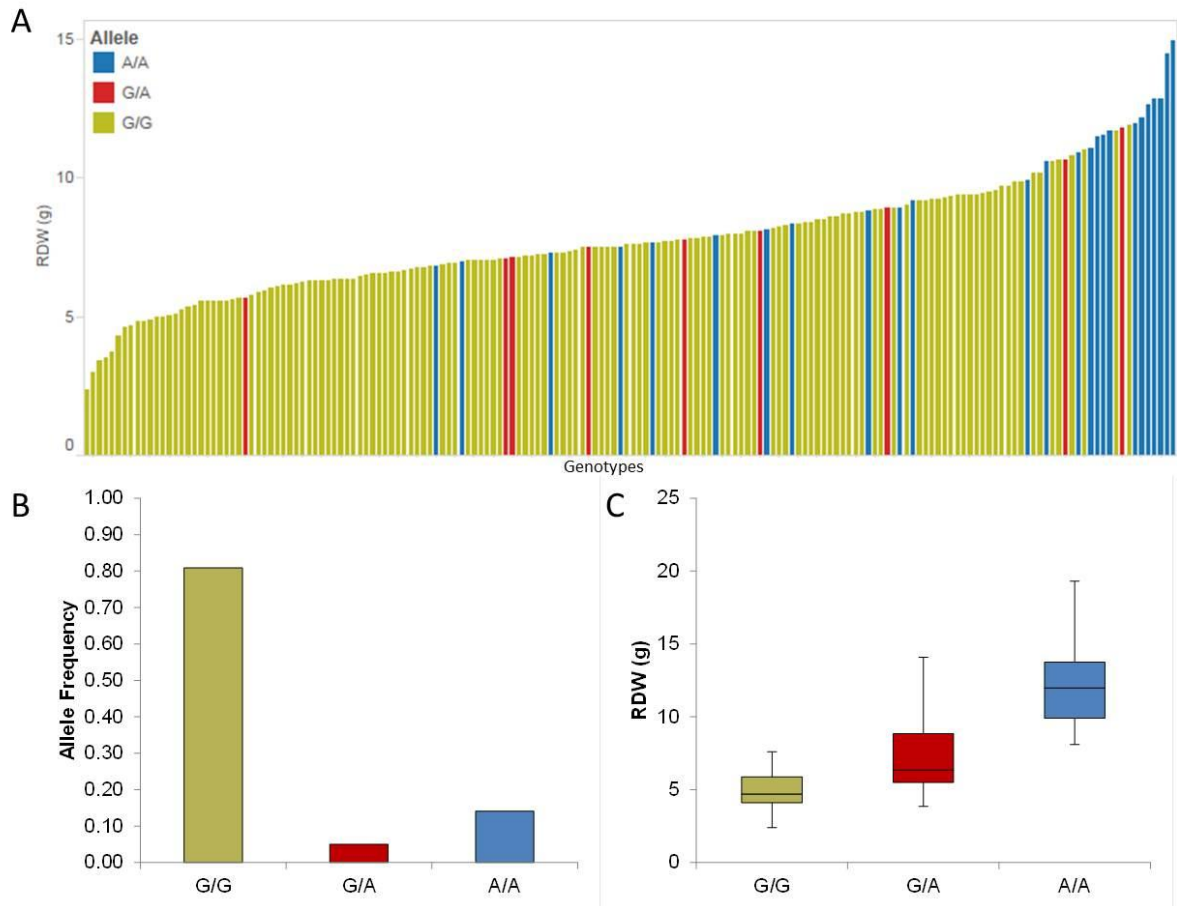 A
15
Allele
A/A
G/A
G/G
10
RDW (g)
5
0
Genotypes
B
1.00
0.90
0.80
0.70
0.60
0.50
0.40
0.30
0.20
0.10
0.00
Allele Frequency
G/G
G/A
A/A
C
25
20
15
10
5
0
RDW (g)
G/G
G/A
A/A